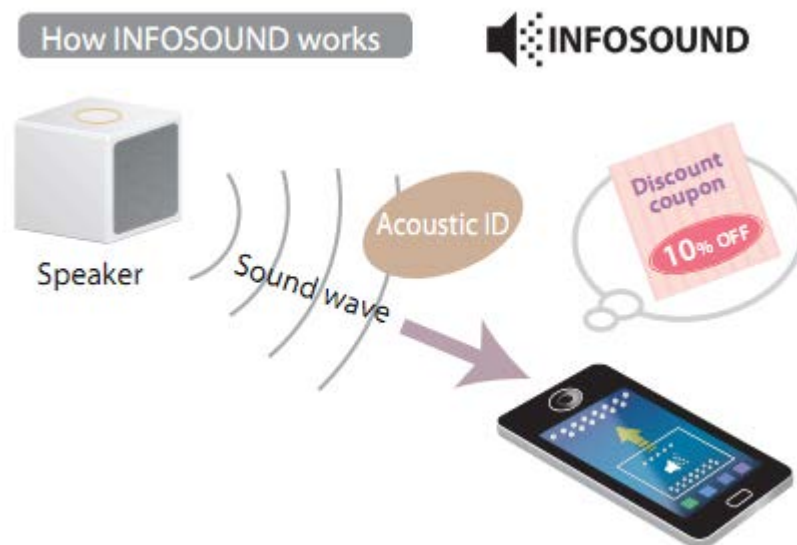 How INFOSOUND works
INFOSOUND
Speaker
Sound wave
Acoustic ID
Discount
coupon
10% OFF